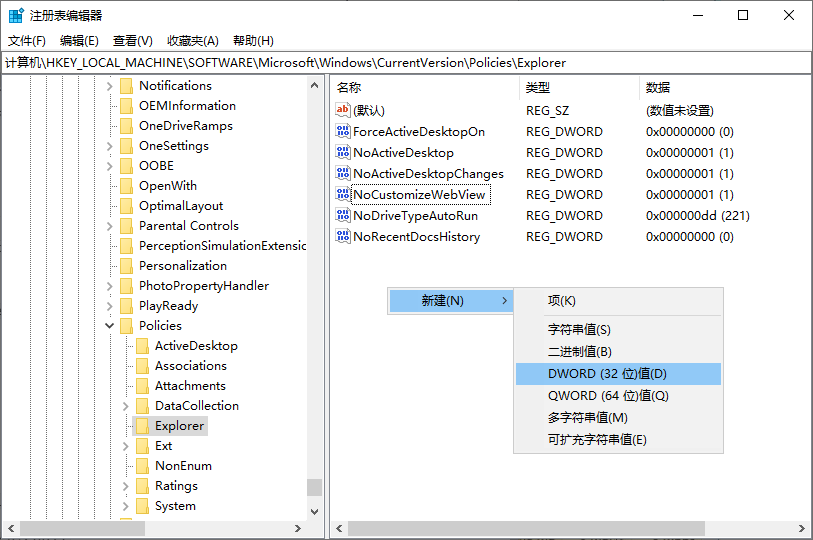 注册表编辑器
文件(F) 编辑(E) 查看(V) 收藏夹(A) 帮助(H)
计算机\HKEY_LOCAL_MACHINE\SOFTWARE\Microsoft\Windows\CurrentVersion\Policies\Explorer
Notifications
OEMInformation
OneDriveRamps
OneSettings
OOBE
OpenWith
OptimalLayout
Parental Controls
PerceptionSimulationExtensio
Personalization
PhotoPropertyHandler
PlayReady
Policies
ActiveDesktop
Associations
Attachments
DataCollection
Explorer
Ext
NonEnum
Ratings
System
名称 类型 数据
(默认) REG_SZ (数值未设置)
ForceActiveDesktopOn REG_DWORD 0x00000000 (0)
NoActiveDesktop REG_DWORD 0x00000001 (1)
NoActiveDesktopChanges REG_DWORD 0x00000001 (1)
NoCustomizeWebView REG_DWORD 0x00000001 (1)
NoDriveTypeAutoRun REG_DWORD 0x000000dd (221)
NoRecentDocsHistory REG_DWORD 0x00000000 (0)
新建(N)
项(K)
字符串值(S)
二进制值(B)
DWORD (32 位)值(D)
QWORD (64 位)值(Q)
多字符串值(M)
可扩充字符串值(E)